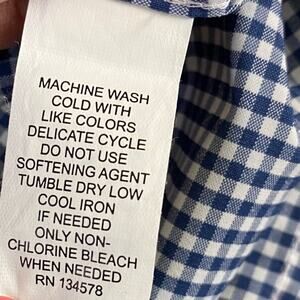 MACHINE WASH
COLD WITH
LIKE COLORS
DELICATE CYCLE
DO NOT USE
SOFTENING AGENT
TUMBLE DRY LOW
COOL IRON
IF NEEDED
ONLY NON-
CHLORINE BLEACH
WHEN NEEDED
RN 134578